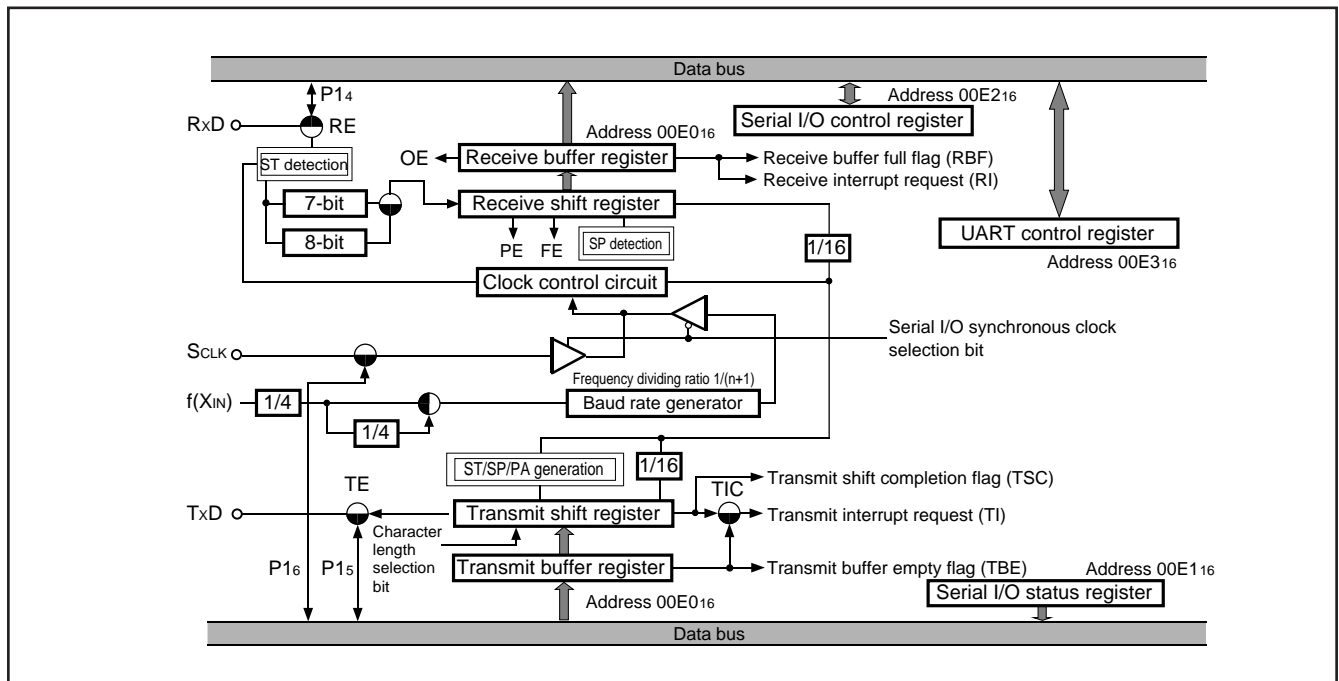 Data bus
P14
RxD
RE
Address 00E216
Serial I/O control register
Address 00E016
ST detection
OE
Receive buffer register
Receive buffer full flag (RBF)
Receive interrupt request (RI)
7-bit
Receive shift register
8-bit
PE
FE
SP detection
1/16
UART control register
Address 00E316
Clock control circuit
Serial I/O synchronous clock
selection bit
SCLK
Frequency dividing ratio 1/(n+1)
f(XIN)
1/4
Baud rate generator
1/4
ST/SP/PA generation
1/16
Transmit shift completion flag (TSC)
TE
TIC
TxD
Transmit shift register
Transmit interrupt request (TI)
Character
length
selection
bit
P16
P15
Transmit buffer register
Transmit buffer empty flag (TBE)
Address 00E116
Serial I/O status register
Address 00E016
Data bus